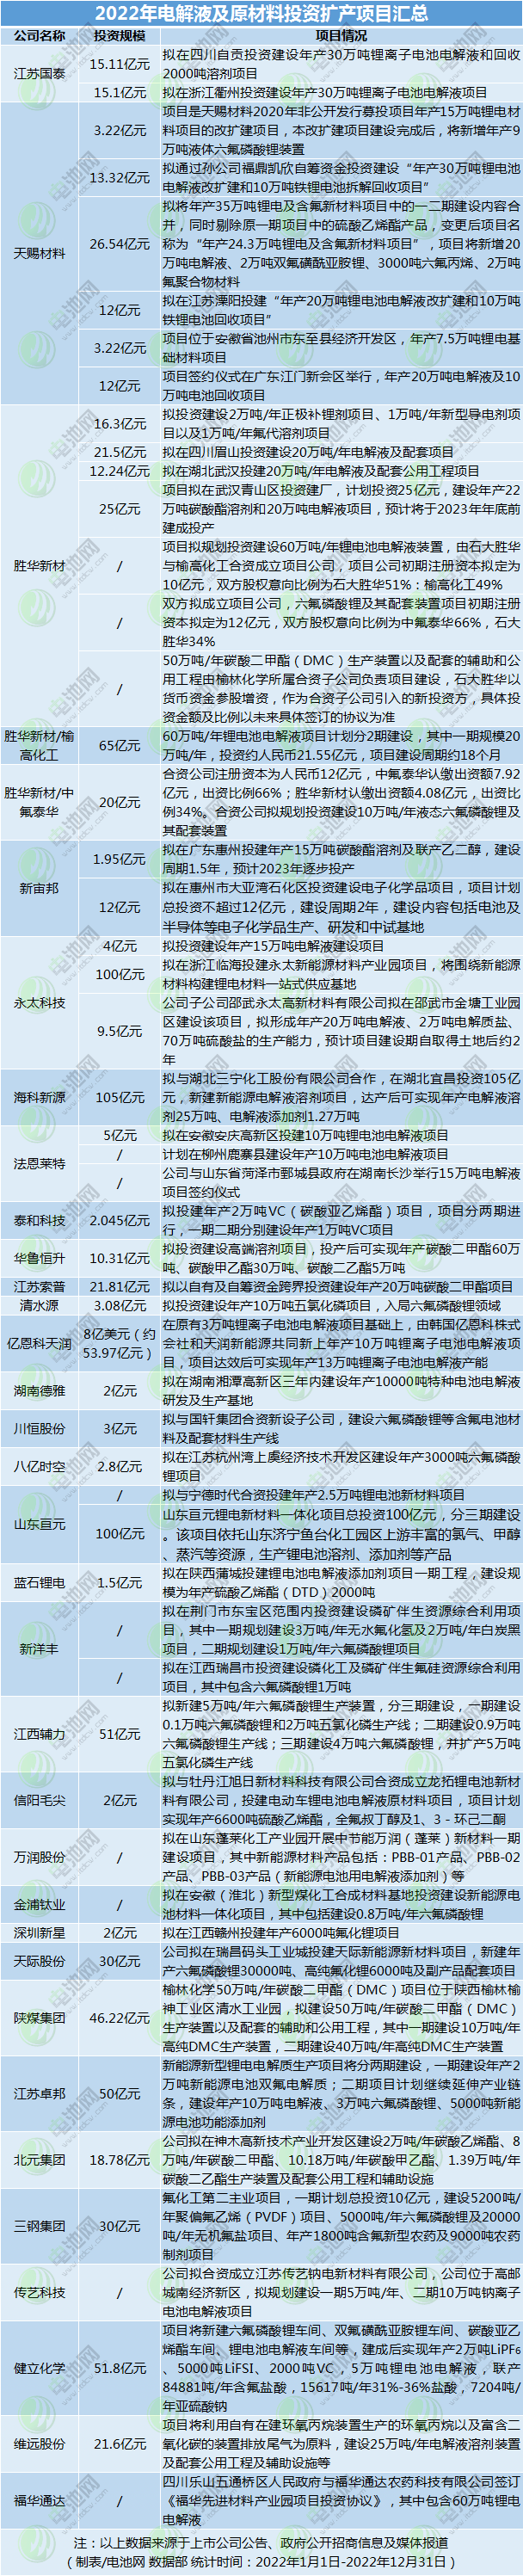 2022年电解液及原材料投资扩产项目汇总
公司名称 投资规模 项目情况
江苏国泰
15.11亿元
拟在四川自贡投资建设年产30万吨锂离子电池电解液和回收
2000吨溶剂项目
15.1亿元
拟在浙江衢州投资建设年产30万吨锂离子电池电解液项目
天赐材料
3.22亿元
项目是天赐材料2020年非公开发行募投项目年产15万吨锂电材
料项目的改扩建项目，本改扩建项目建设完成后，将新增年产9
万吨液体六氟磷酸锂装置
13.32亿元
拟通过孙公司福鼎凯欣自筹资金投资建设“年产30万吨锂电池
电解液改扩建和10万吨铁锂电池拆解回收项目”
26.54亿元
拟将年产35万吨锂电及含氟新材料项目中的一二期建设内容合
并，同时剔除原一期项目中的硫酸乙烯酯产品，变更后项目名
称为“年产24.3万吨锂电及含氟新材料项目”，项目将新增20
万吨电解液、2万吨双氟磺酰亚胺锂、3000吨六氟丙烯、2万吨
氟聚合物材料
12亿元
拟在江苏溧阳投建“年产20万吨锂电池电解液改扩建和10万吨
铁锂电池回收项目”
3.22亿元
项目位于安徽省池州市东至县经济开发区，年产7.5万吨锂电基
础材料项目
12亿元
项目签约仪式在广东江门新会区举行，年产20万吨电解液及10
万吨电池回收项目
胜华新材
16.3亿元
拟投资建设2万吨/年正极补锂剂项目、1万吨/年新型导电剂项
目以及1万吨/年氟代溶剂项目
21.5亿元
拟在四川眉山投资建设20万吨/年电解液及配套项目
12.24亿元
拟在湖北武汉投建20万吨/年电解液及配套公用工程项目
25亿元
项目拟在武汉青山区投资建厂，计划投资25亿元，建设年产22
万吨碳酸酯溶剂和20万吨电解液项目，预计将于2023年年底前
建成投产
/
项目拟规划投资建设60万吨/年锂电池电解液装置，由石大胜华
与榆高化工合资成立项目公司，项目公司初期注册资本拟定为
10亿元，双方股权意向比例为石大胜华51%：榆高化工49%
/
双方拟成立项目公司，六氟磷酸锂及其配套装置项目初期注册
资本拟定为12亿元，双方股权意向比例为中氟泰华66%，石大
胜华34%
/
50万吨/年碳酸二甲酯（DMC）生产装置以及配套的辅助和公
用工程由榆林化学所属合资子公司负责项目建设，石大胜华以
货币资金参股增资，作为合资子公司引入的新投资方，具体投
资金额及比例以未来具体签订的协议为准
胜华新材/榆
高化工
65亿元
60万吨/年锂电池电解液项目计划分2期建设，其中一期规模20
万吨/年，投资约人民币21.55亿元，项目建设周期约18个月
胜华新材/中
氟泰华
20亿元
合资公司注册资本为人民币12亿元，中氟泰华认缴出资额7.92
亿元，出资比例66%；胜华新材认缴出资额4.08亿元，出资比
例34%。合资公司拟规划投资建设10万吨/年液态六氟磷酸锂及
其配套装置
新宙邦
1.95亿元
拟在广东惠州投建年产15万吨碳酸酯溶剂及联产乙二醇，建设
周期1.5年，预计2023年逐步投产
12亿元
拟在惠州市大亚湾石化区投资建设电子化学品项目，项目计划
总投资不超过12亿元，建设周期2年，建设内容包括电池及
半导体等电子化学品生产、研发和中试基地
永太科技
4亿元
拟投资建设年产15万吨电解液建设项目
100亿元
拟在浙江临海投建永太新能源材料产业园项目，将围绕新能源
材料构建锂电材料一站式供应基地
9.5亿元
公司子公司邵武永太高新材料有限公司拟在邵武市金塘工业园
区建设该项目，拟形成年产20万吨电解液、2万吨电解质盐、
70万吨硫酸盐的生产能力，预计项目建设期自取得土地后约2
年
海科新源
105亿元
拟与湖北三宁化工股份有限公司合作，在湖北宜昌投资105亿
元，新建新能源电解液溶剂项目，达产后可实现年产电解液溶
剂25万吨、电解液添加剂1.27万吨
法恩莱特
5亿元
拟在安徽安庆高新区投建10万吨锂电池电解液项目
/
计划在柳州鹿寨县建设年产10万吨电池电解液项目
/
公司与山东省菏泽市鄄城县政府在湖南长沙举行15万吨电解液
项目签约仪式
泰和科技
2.045亿元
拟投建年产2万吨VC（碳酸亚乙烯酯）项目，项目分两期进
行，一期二期分别建设年产1万吨VC项目
华鲁恒升
10.31亿元
拟投资建设高端溶剂项目，投产后可实现年产碳酸二甲酯60万
吨、碳酸甲乙酯30万吨、碳酸二乙酯5万吨
江苏索普
21.81亿元
拟以自有及自筹资金跨界投资建设年产20万吨碳酸二甲酯项目
清水源
3.08亿元
拟投资建设年产10万吨五氯化磷项目，入局六氟磷酸锂领域
亿恩科天润
8亿美元（约
53.97亿元）
在原有3万吨锂离子电池电解液项目基础上，由韩国亿恩科株式
会社和天润新能源共同新上年产10万吨锂离子电池电解液项
目，项目达效后可实现年产13万吨锂离子电池电解液产能
湖南德雅
2亿元
拟在湖南湘潭高新区三年内建设年产10000吨特种电池电解液
研发及生产基地
川恒股份
3亿元
拟与国轩集团合资新设子公司，建设六氟磷酸锂等含氟电池材
料及配套材料生产线
八亿时空
2.8亿元
拟在江苏杭州湾上虞经济技术开发区建设年产3000吨六氟磷酸
锂项目
山东亘元
/
拟与宁德时代合资投建年产2.5万吨锂电池新材料项目
100亿元
山东亘元锂电新材料一体化项目总投资100亿元，分三期建设
。该项目依托山东济宁鱼台化工园区上游丰富的氯气、甲醇
、蒸汽等资源，生产锂电池溶剂、添加剂等产品
蓝石锂电
1.5亿元
拟在陕西蒲城投建锂电池电解液添加剂项目一期工程，建设规
模为年产硫酸乙烯酯（DTD）2000吨
新洋丰
/
拟在荆门市东宝区范围内投资建设磷矿伴生资源综合利用项
目，其中一期规划建设3万吨/年无水氟化氢及2万吨/年白炭黑
项目，二期规划建设1万吨/年六氟磷酸锂项目
/
拟在江西瑞昌市投资建设磷化工及磷矿伴生氟硅资源综合利用
项目，其中包含六氟磷酸锂1万吨
江西辅力
51亿元
拟新建5万吨/年六氟磷酸锂生产装置，分三期建设，一期建设
0.1万吨六氟磷酸锂和2万吨五氯化磷生产线；二期建设0.9万吨
六氟磷酸锂生产线；三期建设4万吨六氟磷酸锂，并扩产5万吨
五氯化磷生产线
信阳毛尖
2亿元
拟与牡丹江旭日新材料科技有限公司合资成立龙拓锂电池新材
料有限公司，投建电动车锂电池电解液原材料项目，项目计划
实现年产6600吨硫酸乙烯酯，全氟叔丁醇及1、3－环己二酮
万润股份
/
拟在山东蓬莱化工产业园开展中节能万润（蓬莱）新材料一期
建设项目，其中新能源材料产品包括：PBB-01产品、PBB-02
产品、PBB-03产品（新能源电池用电解液添加剂）等
金浦钛业
/
拟在安徽（淮北）新型煤化工合成材料基地投资建设新能源电
池材料一体化项目，其中包括建设0.8万吨/年六氟磷酸锂
深圳新星
2亿元
拟在江西赣州投建年产6000吨氟化锂项目
天际股份
30亿元
公司拟在瑞昌码头工业城投建天际新能源新材料项目，新建年
产六氟磷酸锂30000吨、高纯氟化锂6000吨及副产品配套项目
陕煤集团
46.22亿元
榆林化学50万吨/年碳酸二甲酯（DMC）项目位于陕西榆林榆
神工业区清水工业园，拟建设50万吨/年碳酸二甲酯（DMC）
生产装置以及配套的辅助和公用工程，其中一期建设10万吨/年
高纯DMC生产装置，二期建设40万吨/年高纯DMC生产装置
江苏卓邦
50亿元
新能源新型锂电电解质生产项目将分两期建设，一期建设年产2
万吨新能源电池双氟电解质；二期项目计划继续延伸产业链
条，建设年产10万吨电解液、3万吨六氟磷酸锂、5000吨新能
源电池功能添加剂
北元集团
18.78亿元
公司拟在神木高新技术产业开发区建设2万吨/年碳酸乙烯酯、8
万吨/年碳酸二甲酯、10.18万吨/年碳酸甲乙酯、1.39万吨/年
碳酸二乙酯生产装置及配套公用工程和辅助设施
三钢集团
30亿元
氟化工第二主业项目，一期计划总投资10亿元，建设5200吨/
年聚偏氟乙烯（PVDF）项目、5000吨/年六氟磷酸锂及20000
吨/年无机氟盐项目、年产1800吨含氟新型农药及9000吨农药
制剂项目
传艺科技
/
公司拟合资成立江苏传艺钠电新材料有限公司，公司位于高邮
城南经济新区，拟规划建设一期5万吨/年、二期10万吨钠离子
电池电解液项目
健立化学
51.8亿元
项目将新建六氟磷酸锂车间、双氟磺酰亚胺锂车间、碳酸亚乙
烯酯车间、锂电池电解液车间等，建成后实现年产2万吨LiPF₆
、5000吨LiFSI、2000吨VC，5万吨锂电池电解液，联产
84881吨/年含氟盐酸，15617吨/年31%-36%盐酸，7204吨/
年亚硫酸钠
维远股份
21.6亿元
项目将利用自有在建环氧丙烷装置生产的环氧丙烷以及富含二
氧化碳的装置排放尾气为原料，建设25万吨/年电解液溶剂装置
及配套公用工程及辅助设施等
福华通达
/
四川乐山五通桥区人民政府与福华通达农药科技有限公司签订
《福华先进材料产业园项目投资协议》，其中包含60万吨锂电
电解液
注：以上数据来源于上市公司公告、政府公开招商信息及媒体报道
（制表/电池网 数据部 统计时间：2022年1月1日-2022年12月31日）